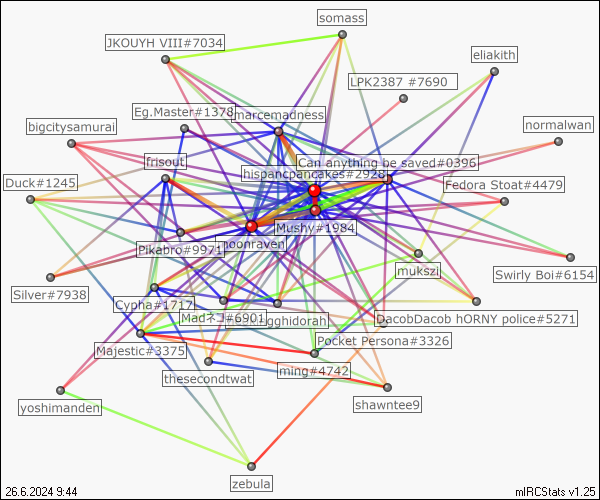 somass
JKOUYH VIII#7034
eliakith
LPK2387 #7690
Eg.Master#1378
marcemadness
bigcitysamurai
normalwan
frisout
Can anything be saved#0396
hispancpancakes#2928
Duck#1245
Fedora Stoat#4479
Mushy#1984
Pikabro#9971
noonraven
mukszi
Swirly Boi#6154
Silver#7938
Cypha#1717
Madネコ#6901
gghidorah
DacobDacob hORNY police#5271
Pocket Persona#3326
Majestic#3375
ming#4742
thesecondtwat
shawntee9
yoshimanden
zebula
26.6.2024 9:44
mIRCStats v1.25